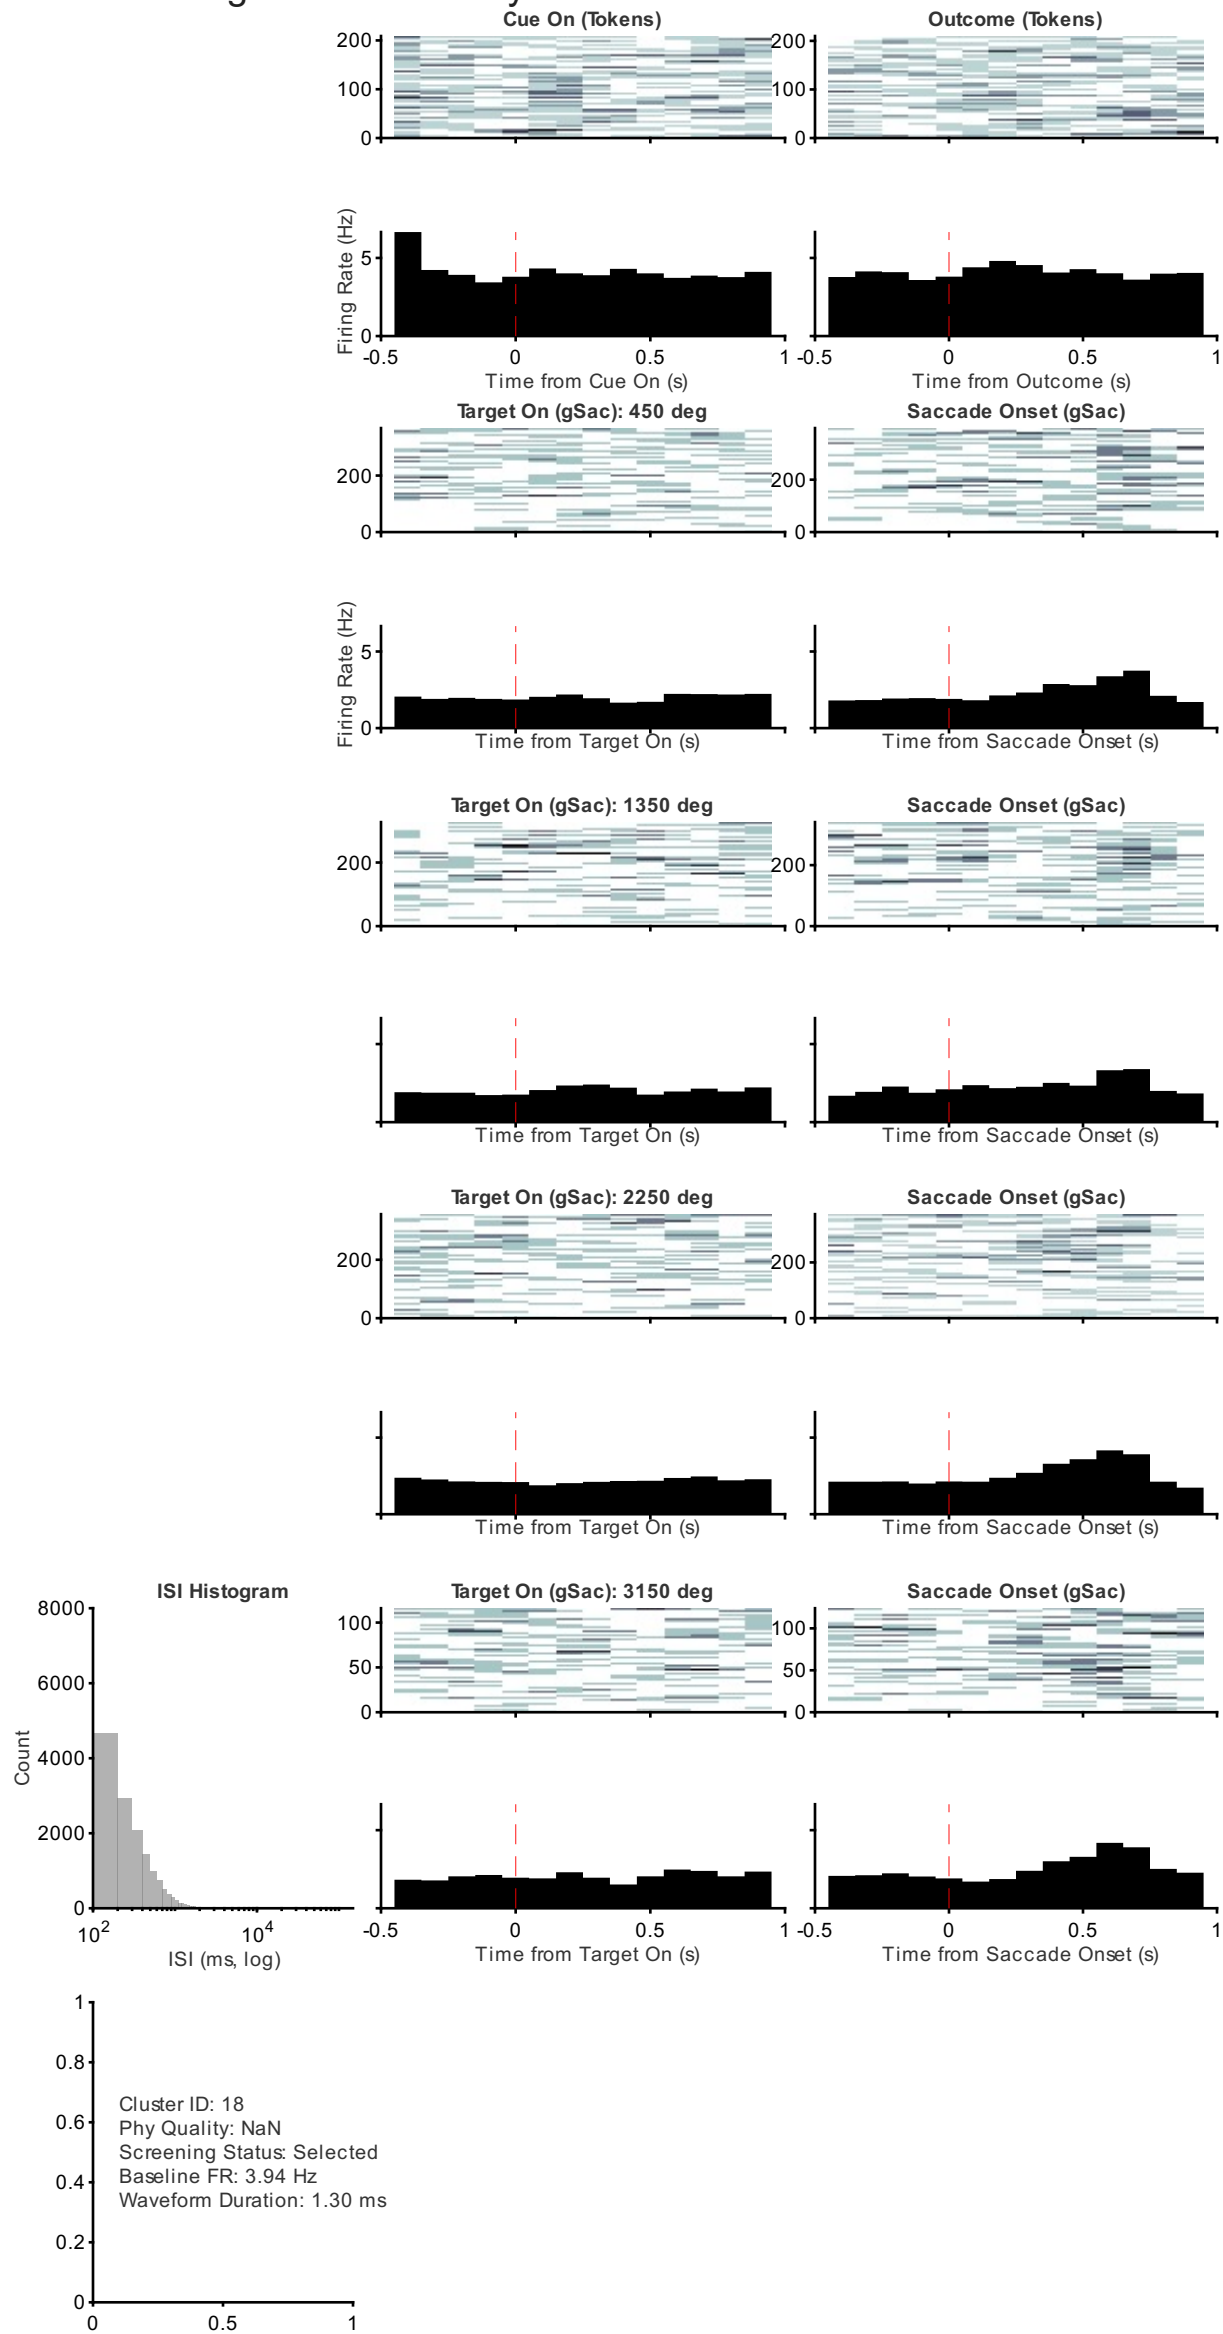 Cue On (Tokens)
Outcome (Tokens)
200
100
0
200
100
0
Firing Rate (Hz)
5
0
-0.5
0
0.5
1
-0.5
0
0.5
1
Time from Cue On (s)
Time from Outcome (s)
Target On (gSac): 450 deg
Saccade Onset (gSac)
200
0
200
0
Firing Rate (Hz)
5
0
Time from Target On (s)
Time from Saccade Onset (s)
Target On (gSac): 1350 deg
Saccade Onset (gSac)
200
0
200
0
Time from Target On (s)
Time from Saccade Onset (s)
Target On (gSac): 2250 deg
Saccade Onset (gSac)
200
0
200
0
Time from Target On (s)
Time from Saccade Onset (s)
ISI Histogram
Target On (gSac): 3150 deg
Saccade Onset (gSac)
8000
6000
4000
2000
0
Count
10^2
10^4
ISI (ms, log)
100
50
0
100
50
0
-0.5
0
0.5
1
-0.5
0
0.5
1
Time from Target On (s)
Time from Saccade Onset (s)
1
0.8
0.6
0.4
0.2
0
Cluster ID: 18
Phy Quality: NaN
Screening Status: Selected
Baseline FR: 3.94 Hz
Waveform Duration: 1.30 ms
0
0.5
1